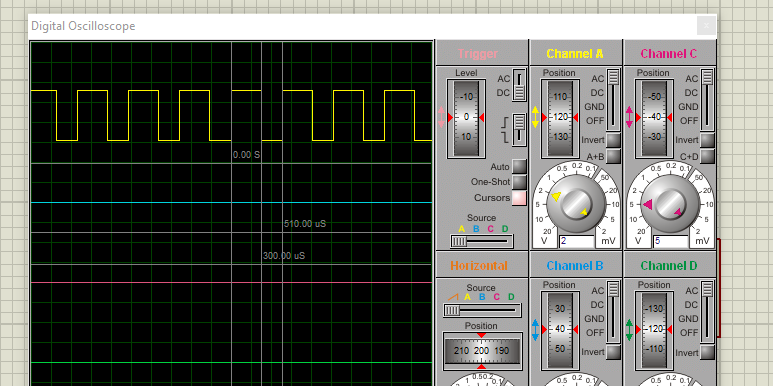 Digital Oscilloscope
x
Trigger
Channel A
Channel C
Level
AC
DC
-10
0
10
Position
-110
120
130
AC
DC
GND
OFF
Invert
A+B
Position
-50
-40
-30
AC
DC
GND
OFF
Invert
C+D
0.00 S
510.00 uS
300.00 uS
Auto
One-Shot
Cursors
Source
A B C D
20 10 5 2 1 0.5 0.2 0.1 50 20 10 5 2
V
2
mV
20 10 5 2 1 0.5 0.2 0.1 50 20 10 5 2
V
5
mV
Horizontal
Channel B
Channel D
Source
A B C D
Position
210 200 190
Position
30
40
50
AC
DC
GND
OFF
Invert
Position
-130
-120
-110
AC
DC
GND
OFF
Invert
1 0.5 0.2
0.5 0.2 0.1
0.5 0.2 0.1